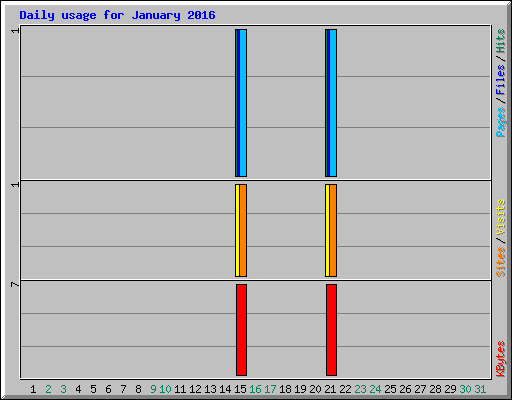 Daily usage for January 2016
1
Pages/Files/Hits
1
Sites/Visits
7
KBytes
1 2 3 4 5 6 7 8 9 10 11 12 13 14 15 16 17 18 19 20 21 22 23 24 25 26 27 28 29 30 31